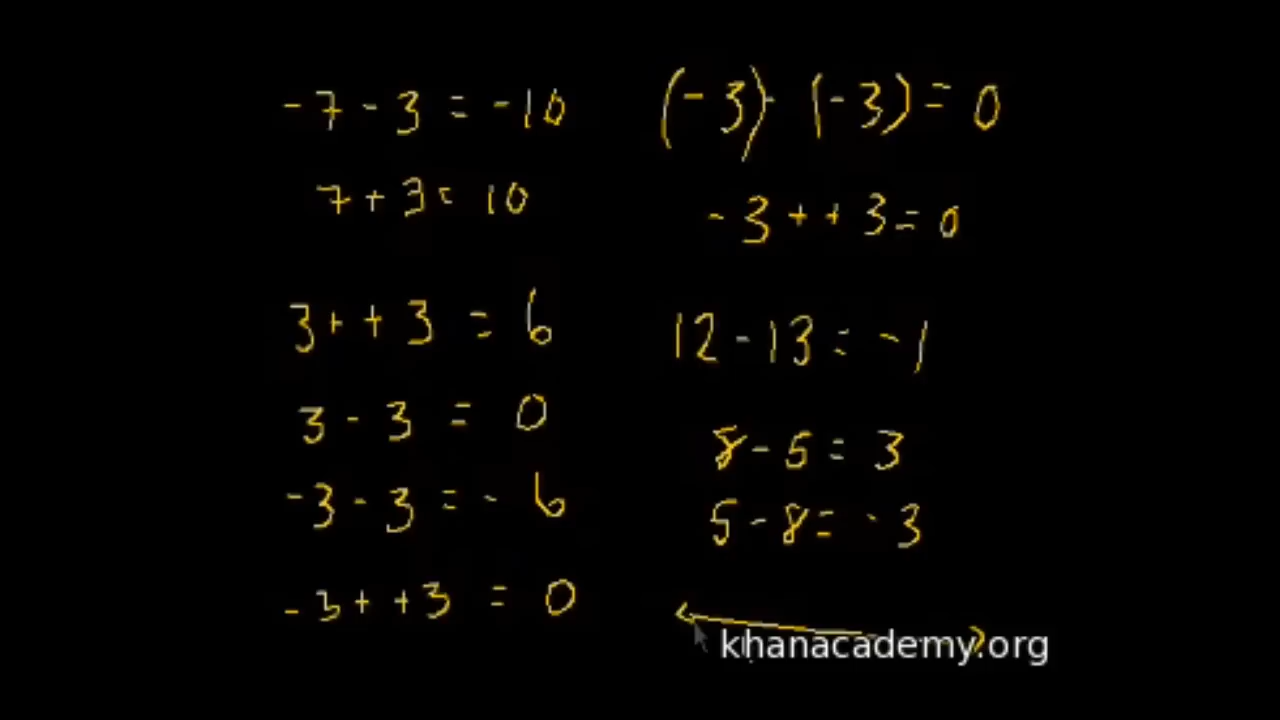 -7 - 3 = -10
7 + 3 = 10
3 + + 3 = 6
3 - 3 = 0
-3 - 3 = -6
-3 + +3 = 0
(-3) - (-3) = 0
-3 + + 3 = 0
12 - 13 = -1
8 - 5 = 3
5 - 8 = -3
khanacademy.org